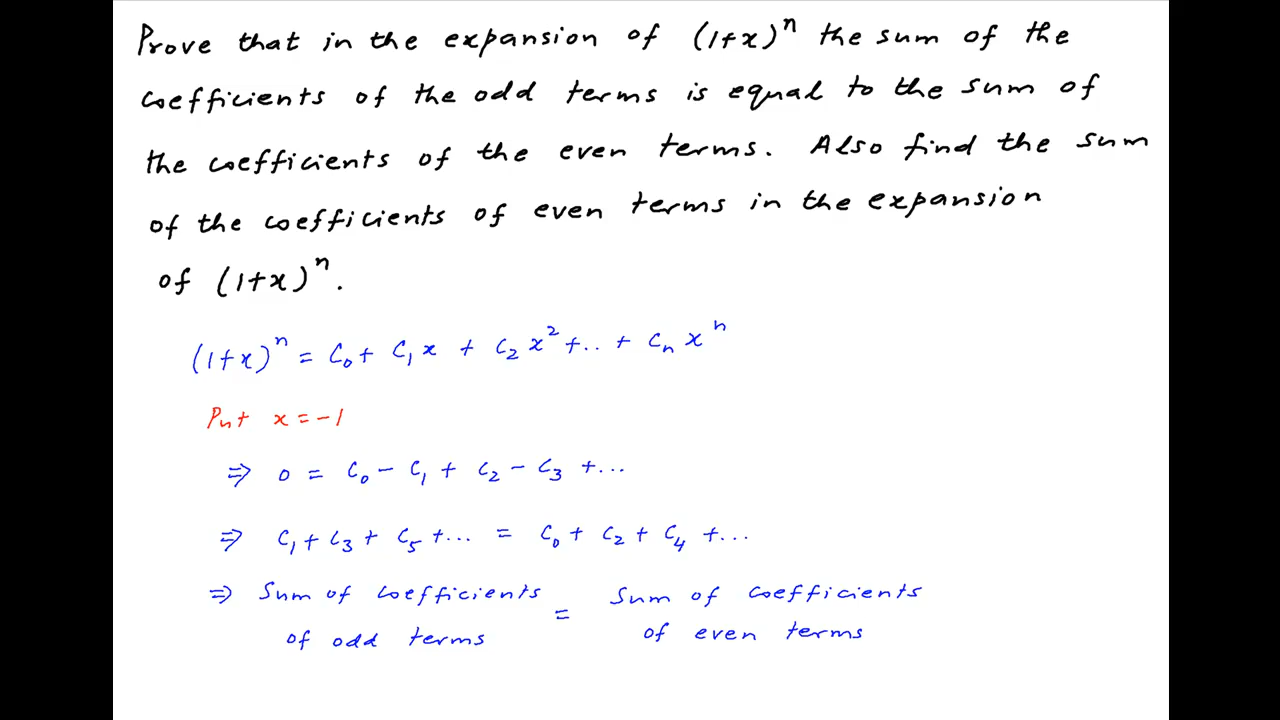 Prove that in the expansion of (1+x)ⁿ the sum of the
coefficients of the odd terms is equal to the sum of
the coefficients of the even terms. Also find the sum
of the coefficients of even terms in the expansion
of (1+x)ⁿ.
(1+x)ⁿ = C₀ + C₁x + C₂x² + .. + Cₙxⁿ
Put x = -1
⇒ 0 = C₀ - C₁ + C₂ - C₃ + ...
⇒ C₁ + C₃ + C₅ + ... = C₀ + C₂ + C₄ + ...
⇒ Sum of coefficients of odd terms = Sum of coefficients of even terms